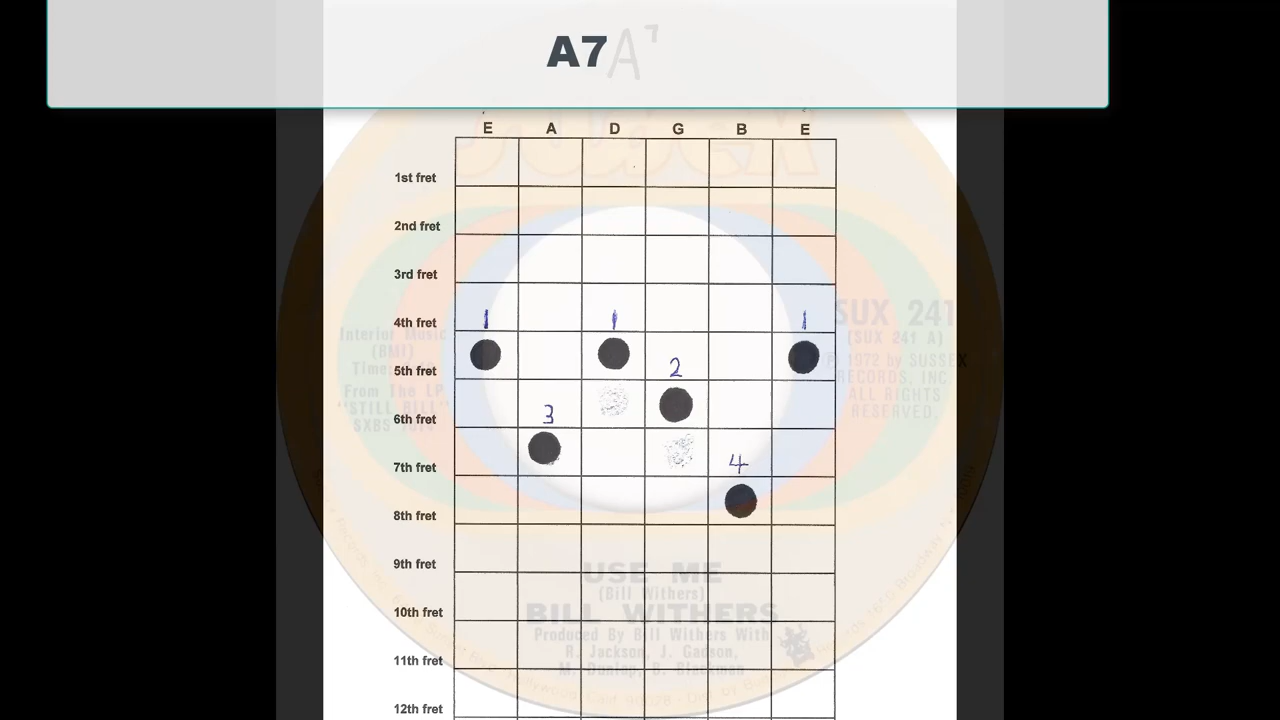 A7 A7
E A D G B E
1st fret
2nd fret
3rd fret
4th fret
1 1 1
5th fret
2
6th fret
3
7th fret
4
8th fret
9th fret
10th fret
11th fret
12th fret
Interior Music
(BMI)
Time:
From The LP
"STILL BILL"
SUX 241
(SUX 241 A)
℗ 1972 by SUSSEX
RECORDS, INC.
ALL RIGHTS
RESERVED.
USE ME
(Bill Withers)
BILL WITHERS
Produced By Bill Withers With
R. Jackson, J. Gadson,
M. Dunlap, B. Blackman